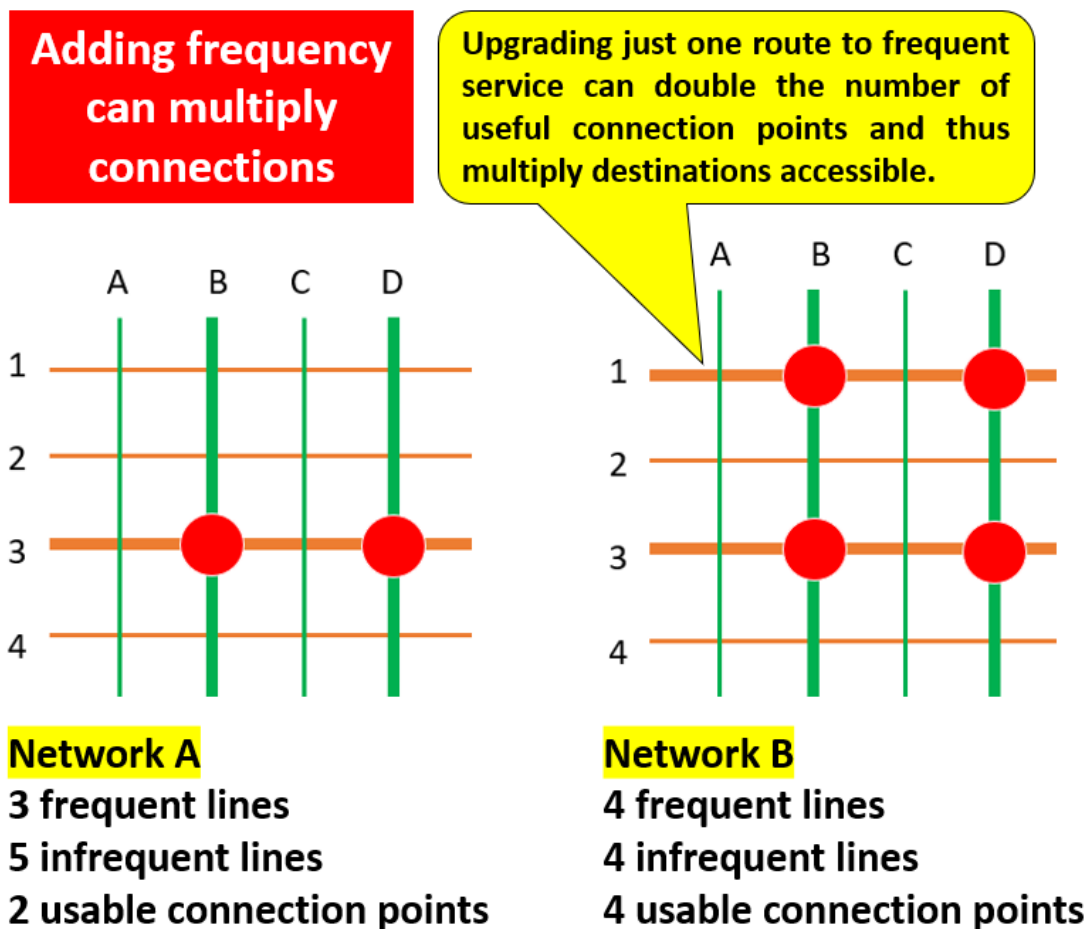 Adding frequency
can multiply
connections
Upgrading just one route to frequent
service can double the number of
useful connection points and thus
multiply destinations accessible.
A B C D
1
2
3
4
A B C D
1
2
3
4
Network A
3 frequent lines
5 infrequent lines
2 usable connection points
Network B
4 frequent lines
4 infrequent lines
4 usable connection points